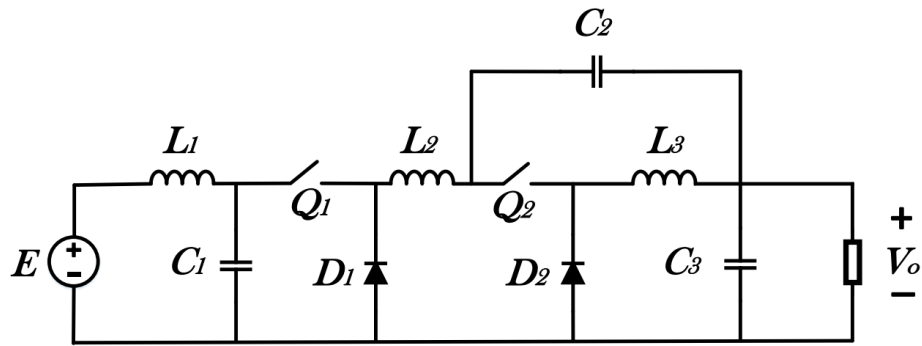 C2
L1
L2
L3
Q1
Q2
+
E
+
-
C1
D1
D2
C3
Vo
-